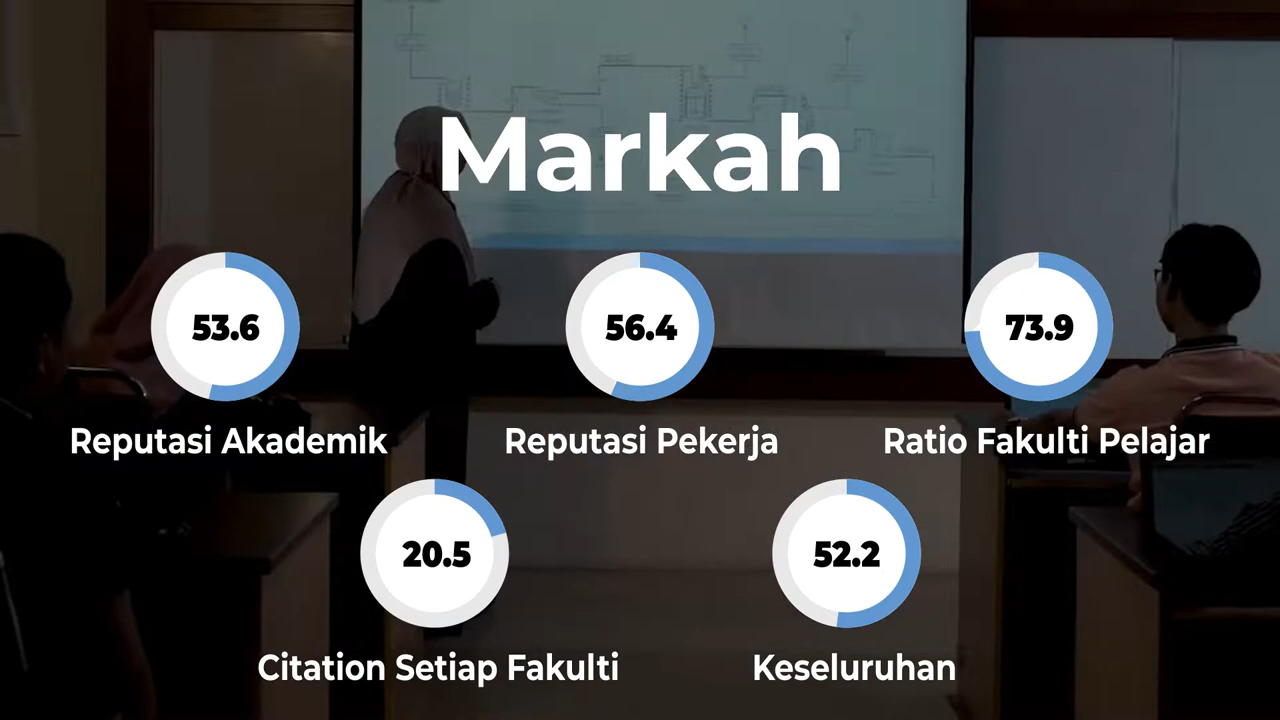 Markah
53.6
56.4
73.9
Reputasi Akademik
Reputasi Pekerja
Ratio Fakulti Pelajar
20.5
52.2
Citation Setiap Fakulti
Keseluruhan